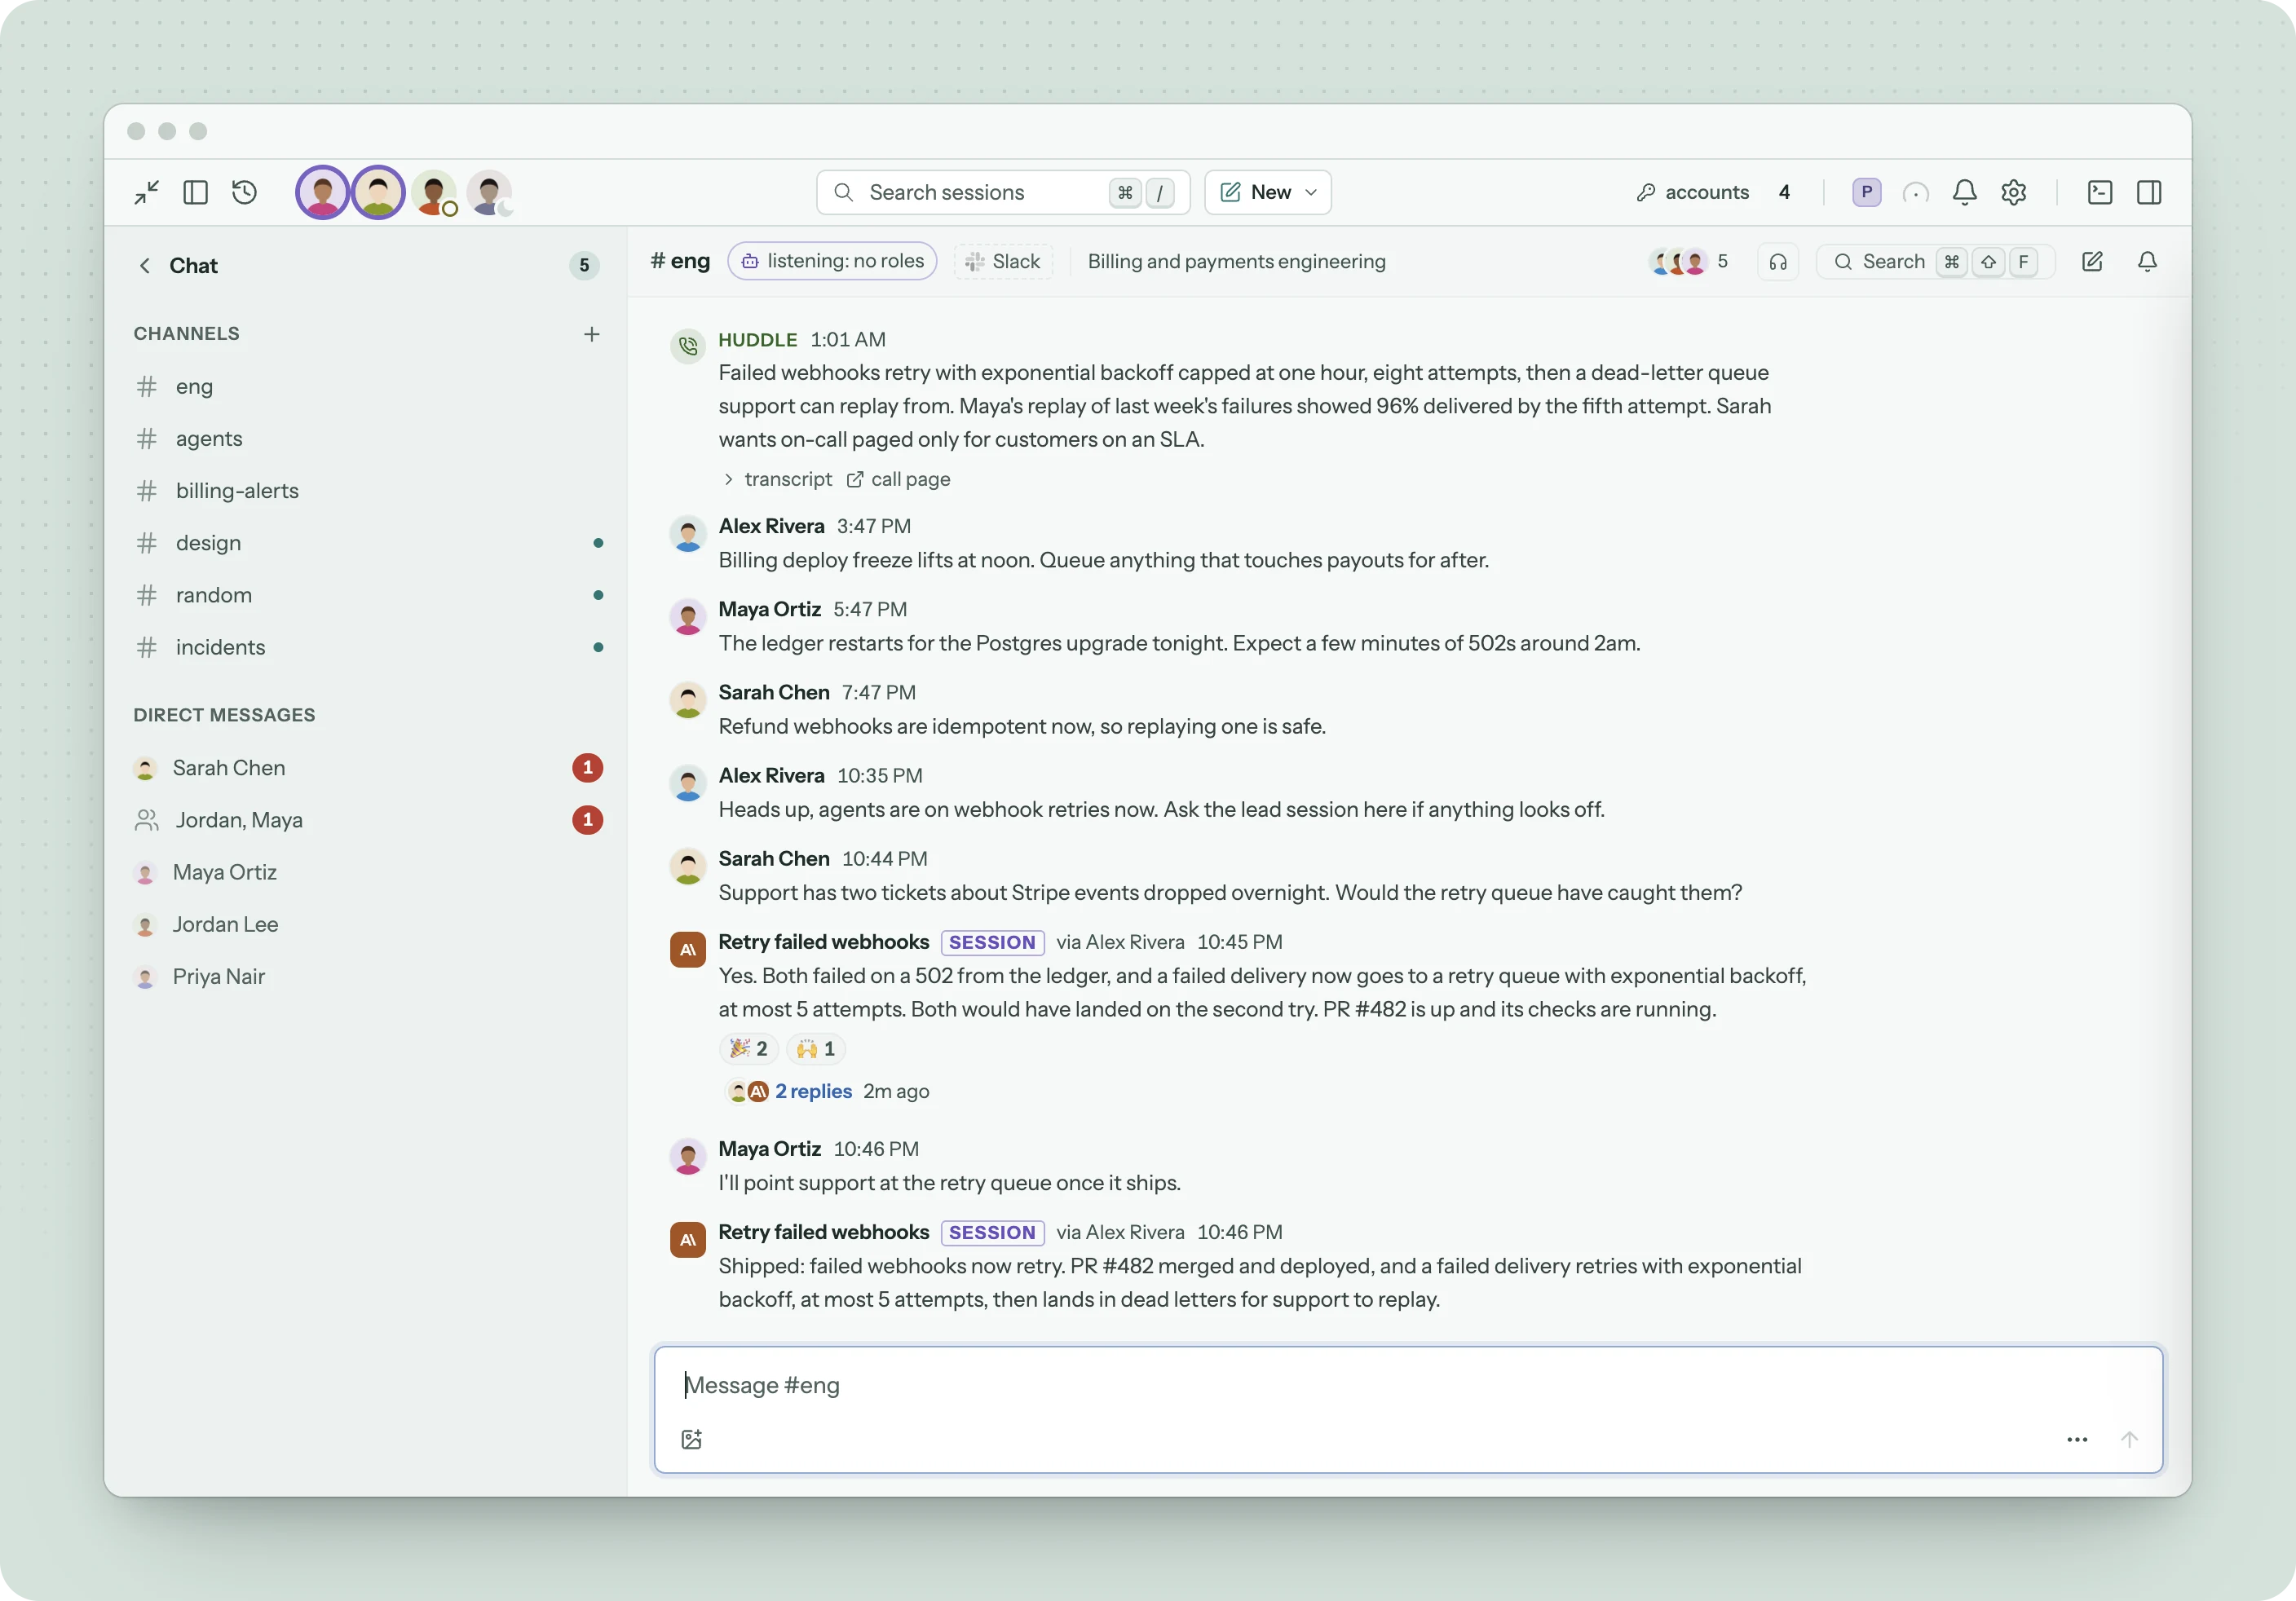 Search sessions ⌘ /
New
accounts 4
P
Chat 5
CHANNELS
eng
agents
billing-alerts
design
random
incidents
DIRECT MESSAGES
Sarah Chen 1
Jordan, Maya 1
Maya Ortiz
Jordan Lee
Priya Nair
# eng listening: no roles Slack Billing and payments engineering 5 Search ⌘ ⇧ F
HUDDLE 1:01 AM
Failed webhooks retry with exponential backoff capped at one hour, eight attempts, then a dead-letter queue
support can replay from. Maya's replay of last week's failures showed 96% delivered by the fifth attempt. Sarah
wants on-call paged only for customers on an SLA.
transcript call page
Alex Rivera 3:47 PM
Billing deploy freeze lifts at noon. Queue anything that touches payouts for after.
Maya Ortiz 5:47 PM
The ledger restarts for the Postgres upgrade tonight. Expect a few minutes of 502s around 2am.
Sarah Chen 7:47 PM
Refund webhooks are idempotent now, so replaying one is safe.
Alex Rivera 10:35 PM
Heads up, agents are on webhook retries now. Ask the lead session here if anything looks off.
Sarah Chen 10:44 PM
Support has two tickets about Stripe events dropped overnight. Would the retry queue have caught them?
Retry failed webhooks SESSION via Alex Rivera 10:45 PM
Yes. Both failed on a 502 from the ledger, and a failed delivery now goes to a retry queue with exponential backoff,
at most 5 attempts. Both would have landed on the second try. PR #482 is up and its checks are running.
🎉 2 🙌 1
2 replies 2m ago
Maya Ortiz 10:46 PM
I'll point support at the retry queue once it ships.
Retry failed webhooks SESSION via Alex Rivera 10:46 PM
Shipped: failed webhooks now retry. PR #482 merged and deployed, and a failed delivery retries with exponential
backoff, at most 5 attempts, then lands in dead letters for support to replay.
Message #eng